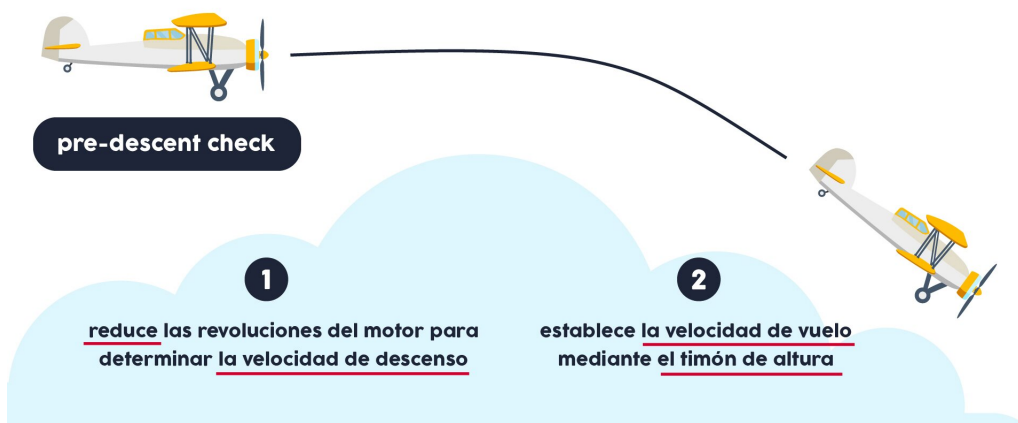 pre-descent check
1
reduce las revoluciones del motor para
determinar la velocidad de descenso
2
establece la velocidad de vuelo
mediante el timón de altura